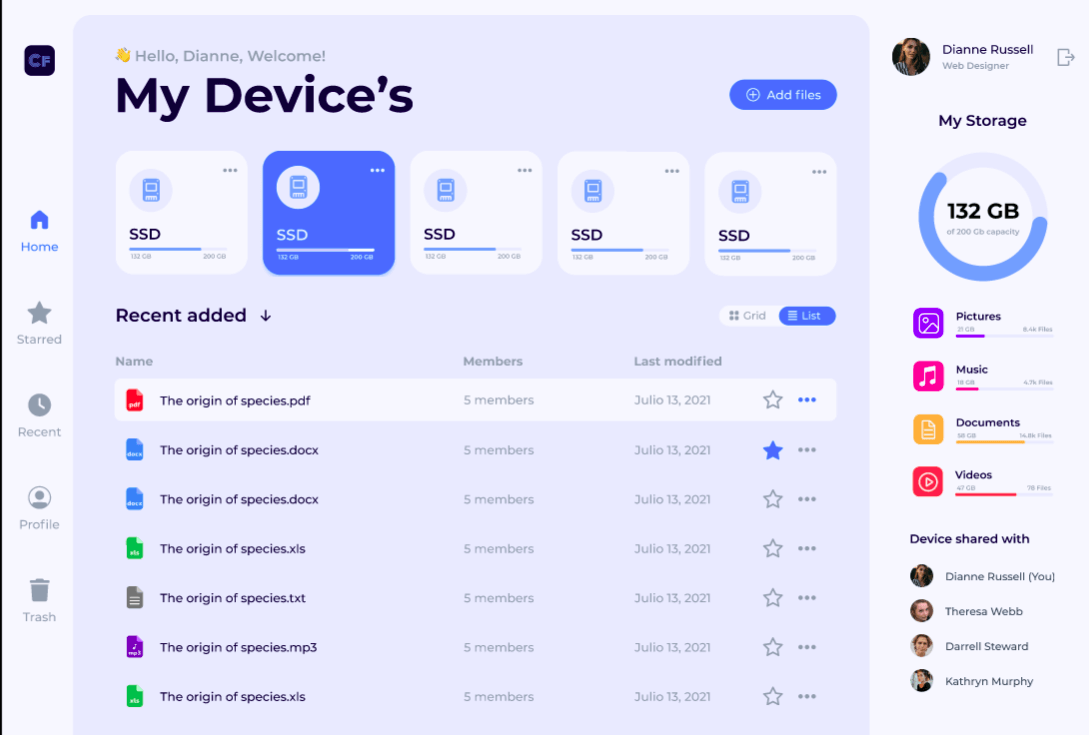 CF
Home
Starred
Recent
Profile
Trash
👋 Hello, Dianne, Welcome!
My Device’s
Add files
SSD
132 GB 200 GB
SSD
132 GB 200 GB
SSD
132 GB 200 GB
SSD
132 GB 200 GB
SSD
132 GB 200 GB
Recent added ↓
Grid List
Name Members Last modified
pdf The origin of species.pdf 5 members Julio 13, 2021
docx The origin of species.docx 5 members Julio 13, 2021
docx The origin of species.docx 5 members Julio 13, 2021
xls The origin of species.xls 5 members Julio 13, 2021
The origin of species.txt 5 members Julio 13, 2021
mp3 The origin of species.mp3 5 members Julio 13, 2021
xls The origin of species.xls 5 members Julio 13, 2021
Dianne Russell
Web Designer
My Storage
132 GB
of 200 Gb capacity
Pictures
21 GB 8.4k Files
Music
18 GB 4.7k Files
Documents
58 GB 14.8k Files
Videos
47 GB 78 Files
Device shared with
Dianne Russell (You)
Theresa Webb
Darrell Steward
Kathryn Murphy